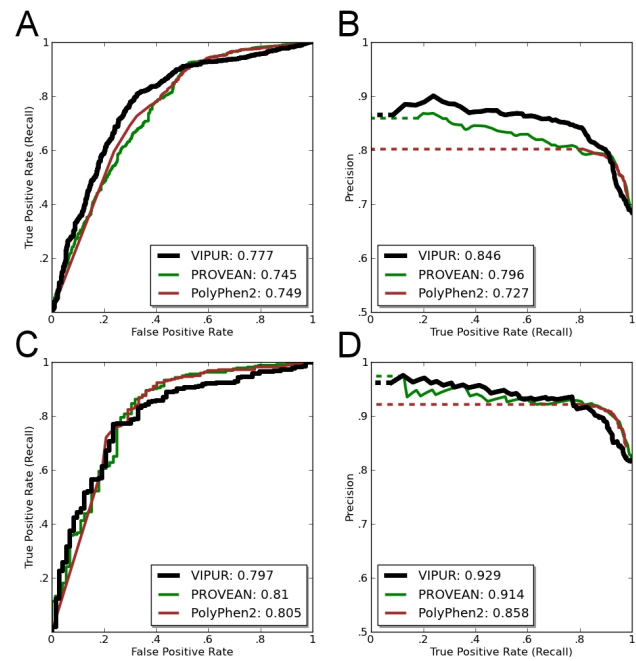 A
B
1
.8
.6
.4
.2
0
.2
.4
.6
.8
1
True Positive Rate (Recall)
False Positive Rate
VIPUR: 0.777
PROVEAN: 0.745
PolyPhen2: 0.749
1
.9
.8
.7
.6
.5
0
.2
.4
.6
.8
1
Precision
True Positive Rate (Recall)
VIPUR: 0.846
PROVEAN: 0.796
PolyPhen2: 0.727
C
D
1
.8
.6
.4
.2
0
.2
.4
.6
.8
1
True Positive Rate (Recall)
False Positive Rate
VIPUR: 0.797
PROVEAN: 0.81
PolyPhen2: 0.805
1
.9
.8
.7
.6
.5
0
.2
.4
.6
.8
1
Precision
True Positive Rate (Recall)
VIPUR: 0.929
PROVEAN: 0.914
PolyPhen2: 0.858